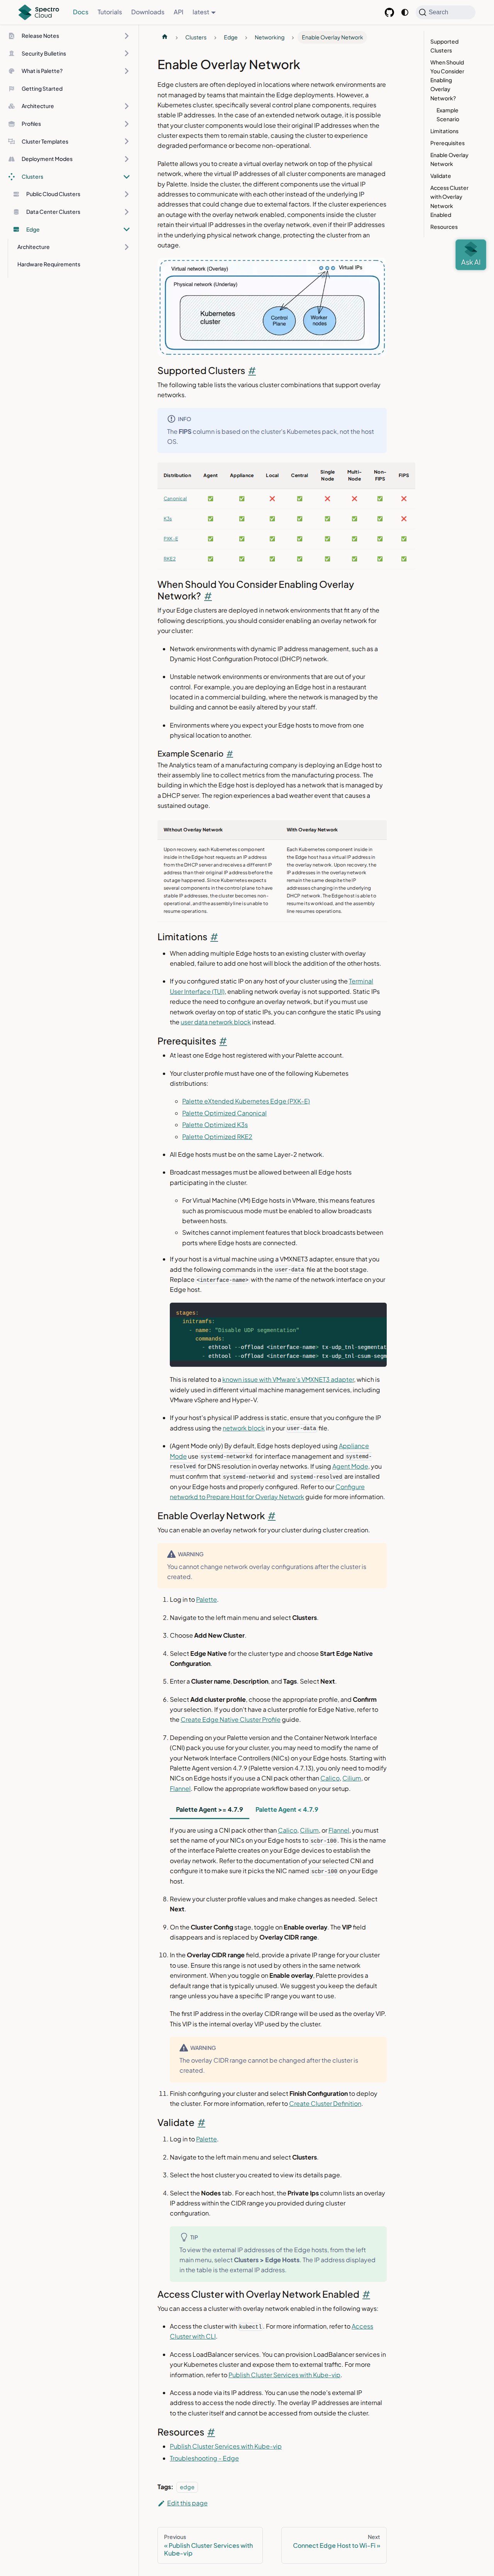 Spectro Cloud
Docs
Tutorials
Downloads
API
latest
Search
Release Notes
Security Bulletins
What is Palette?
Getting Started
Architecture
Profiles
Cluster Templates
Deployment Modes
Clusters
Public Cloud Clusters
Data Center Clusters
Edge
Architecture
Hardware Requirements
Clusters
Edge
Networking
Enable Overlay Network
Enable Overlay Network
Edge clusters are often deployed in locations where network environments are not managed by teams that maintain the Edge deployments. However, a Kubernetes cluster, specifically several control plane components, requires stable IP addresses. In the case of an extended network outage, it is possible that your cluster components would lose their original IP addresses when the cluster expects them to remain stable, causing the cluster to experience degraded performance or become non-operational.
Palette allows you to create a virtual overlay network on top of the physical network, where the virtual IP addresses of cluster components are managed by Palette. Inside the cluster, the different components use the virtual IP addresses to communicate with each other instead of the underlying IP addresses that could change due to external factors. If the cluster experiences an outage with the overlay network enabled, components inside the cluster retain their virtual IP addresses in the overlay network, even if their IP addresses in the underlying physical network change, protecting the cluster from an outage.
Virtual network (Overlay)
Virtual IPs
Physical network (Underlay)
Kubernetes cluster
Control Plane
Worker nodes
Supported Clusters #
The following table lists the various cluster combinations that support overlay networks.
INFO
The FIPS column is based on the cluster's Kubernetes pack, not the host OS.
Distribution Agent Appliance Local Central Single Node Multi-Node Non-FIPS FIPS
Canonical ✅ ✅ ❌ ✅ ❌ ❌ ✅ ❌
K3s ✅ ✅ ✅ ✅ ✅ ✅ ✅ ❌
PXK-E ✅ ✅ ✅ ✅ ✅ ✅ ✅ ✅
RKE2 ✅ ✅ ✅ ✅ ✅ ✅ ✅ ✅
When Should You Consider Enabling Overlay Network? #
If your Edge clusters are deployed in network environments that fit any of the following descriptions, you should consider enabling an overlay network for your cluster:
Network environments with dynamic IP address management, such as a Dynamic Host Configuration Protocol (DHCP) network.
Unstable network environments or environments that are out of your control. For example, you are deploying an Edge host in a restaurant located in a commercial building, where the network is managed by the building and cannot be easily altered by your staff.
Environments where you expect your Edge hosts to move from one physical location to another.
Example Scenario #
The Analytics team of a manufacturing company is deploying an Edge host to their assembly line to collect metrics from the manufacturing process. The building in which the Edge host is deployed has a network that is managed by a DHCP server. The region experiences a bad weather event that causes a sustained outage.
Without Overlay Network
With Overlay Network
Upon recovery, each Kubernetes component inside in the Edge host requests an IP address from the DHCP server and receives a different IP address than their original IP address before the outage happened. Since Kubernetes expects several components in the control plane to have stable IP addresses, the cluster becomes non-operational, and the assembly line is unable to resume operations.
Each Kubernetes component inside in the Edge host has a virtual IP address in the overlay network. Upon recovery, the IP addresses in the overlay network remain the same despite the IP addresses changing in the underlying DHCP network. The Edge host is able to resume its workload, and the assembly line resumes operations.
Limitations #
When adding multiple Edge hosts to an existing cluster with overlay enabled, failure to add one host will block the addition of the other hosts.
If you configured static IP on any host of your cluster using the Terminal User Interface (TUI), enabling network overlay is not supported. Static IPs reduce the need to configure an overlay network, but if you must use network overlay on top of static IPs, you can configure the static IPs using the user data network block instead.
Prerequisites #
At least one Edge host registered with your Palette account.
Your cluster profile must have one of the following Kubernetes distributions:
Palette eXtended Kubernetes Edge (PXK-E)
Palette Optimized Canonical
Palette Optimized K3s
Palette Optimized RKE2
All Edge hosts must be on the same Layer-2 network.
Broadcast messages must be allowed between all Edge hosts participating in the cluster.
For Virtual Machine (VM) Edge hosts in VMware, this means features such as promiscuous mode must be enabled to allow broadcasts between hosts.
Switches cannot implement features that block broadcasts between ports where Edge hosts are connected.
If your host is a virtual machine using a VMXNET3 adapter, ensure that you add the following commands in the user-data file at the boot stage. Replace <interface-name> with the name of the network interface on your Edge host.
stages:
initramfs:
- name: "Disable UDP segmentation"
commands:
- ethtool --offload <interface-name> tx-udp_tnl-segmentat
- ethtool --offload <interface-name> tx-udp_tnl-csum-segm
This is related to a known issue with VMware's VMXNET3 adapter, which is widely used in different virtual machine management services, including VMware vSphere and Hyper-V.
If your host's physical IP address is static, ensure that you configure the IP address using the network block in your user-data file.
(Agent Mode only) By default, Edge hosts deployed using Appliance Mode use systemd-networkd for interface management and systemd-resolved for DNS resolution in overlay networks. If using Agent Mode, you must confirm that systemd-networkd and systemd-resolved are installed on your Edge hosts and properly configured. Refer to our Configure networkd to Prepare Host for Overlay Network guide for more information.
Enable Overlay Network #
You can enable an overlay network for your cluster during cluster creation.
WARNING
You cannot change network overlay configurations after the cluster is created.
1. Log in to Palette.
2. Navigate to the left main menu and select Clusters.
3. Choose Add New Cluster.
4. Select Edge Native for the cluster type and choose Start Edge Native Configuration.
5. Enter a Cluster name, Description, and Tags. Select Next.
6. Select Add cluster profile, choose the appropriate profile, and Confirm your selection. If you don't have a cluster profile for Edge Native, refer to the Create Edge Native Cluster Profile guide.
7. Depending on your Palette version and the Container Network Interface (CNI) pack you use for your cluster, you may need to modify the name of your Network Interface Controllers (NICs) on your Edge hosts. Starting with Palette Agent version 4.7.9 (Palette version 4.7.13), you only need to modify NICs on Edge hosts if you use a CNI pack other than Calico, Cilium, or Flannel. Follow the appropriate workflow based on your setup.
Palette Agent >= 4.7.9
Palette Agent < 4.7.9
If you are using a CNI pack other than Calico, Cilium, or Flannel, you must set the name of your NICs on your Edge hosts to scbr-100. This is the name of the interface Palette creates on your Edge devices to establish the overlay network. Refer to the documentation of your selected CNI and configure it to make sure it picks the NIC named scbr-100 on your Edge host.
8. Review your cluster profile values and make changes as needed. Select Next.
9. On the Cluster Config stage, toggle on Enable overlay. The VIP field disappears and is replaced by Overlay CIDR range.
10. In the Overlay CIDR range field, provide a private IP range for your cluster to use. Ensure this range is not used by others in the same network environment. When you toggle on Enable overlay, Palette provides a default range that is typically unused. We suggest you keep the default range unless you have a specific IP range you want to use.
The first IP address in the overlay CIDR range will be used as the overlay VIP. This VIP is the internal overlay VIP used by the cluster.
WARNING
The overlay CIDR range cannot be changed after the cluster is created.
11. Finish configuring your cluster and select Finish Configuration to deploy the cluster. For more information, refer to Create Cluster Definition.
Validate #
1. Log in to Palette.
2. Navigate to the left main menu and select Clusters.
3. Select the host cluster you created to view its details page.
4. Select the Nodes tab. For each host, the Private Ips column lists an overlay IP address within the CIDR range you provided during cluster configuration.
TIP
To view the external IP addresses of the Edge hosts, from the left main menu, select Clusters > Edge Hosts. The IP address displayed in the table is the external IP address.
Access Cluster with Overlay Network Enabled #
You can access a cluster with overlay network enabled in the following ways:
Access the cluster with kubectl. For more information, refer to Access Cluster with CLI.
Access LoadBalancer services. You can provision LoadBalancer services in your Kubernetes cluster and expose them to external traffic. For more information, refer to Publish Cluster Services with Kube-vip.
Access a node via its IP address. You can use the node's external IP address to access the node directly. The overlay IP addresses are internal to the cluster itself and cannot be accessed from outside the cluster.
Resources #
Publish Cluster Services with Kube-vip
Troubleshooting - Edge
Tags: edge
Edit this page
Previous
« Publish Cluster Services with Kube-vip
Next
Connect Edge Host to Wi-Fi »
Supported Clusters
When Should You Consider Enabling Overlay Network?
Example Scenario
Limitations
Prerequisites
Enable Overlay Network
Validate
Access Cluster with Overlay Network Enabled
Resources
Ask AI